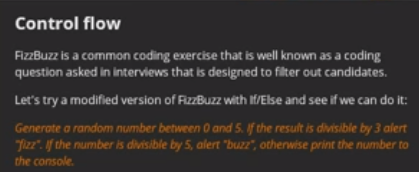 Control flow
FizzBuzz is a common coding exercise that is well known as a coding
question asked in interviews that is designed to filter out candidates.
Let's try a modified version of FizzBuzz with If/Else and see if we can do it:
Generate a random number between 0 and 5. If the result is divisible by 3 alert
"fizz". If the number is divisible by 5, alert "buzz", otherwise print the number to
the console.